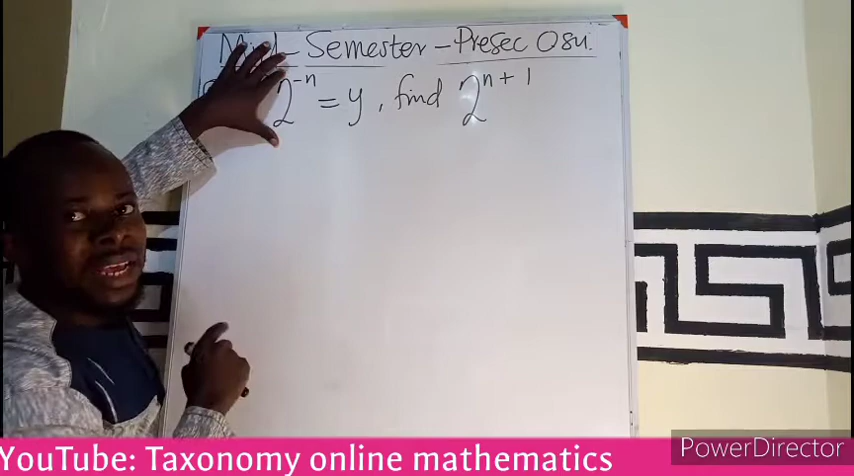 Semester - Presec Osu.
2^-n = y, find 2^n+1
YouTube: Taxonomy online mathematics
PowerDirector